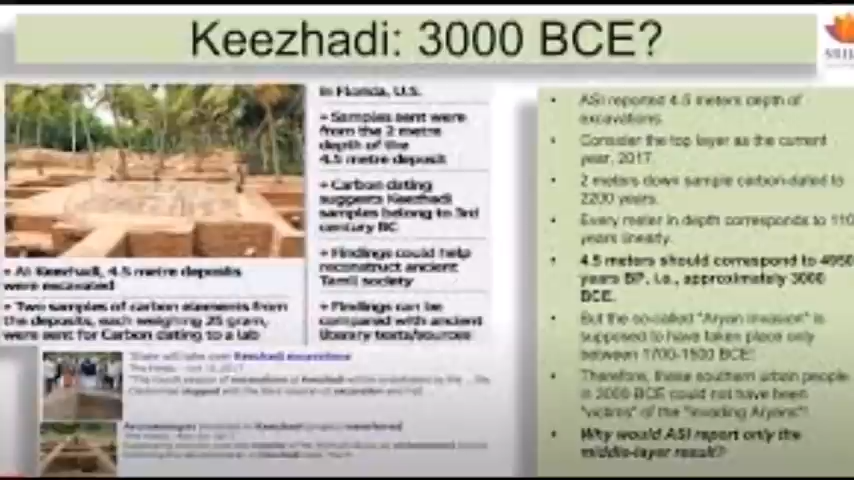 Keezhadi: 3000 BCE?
In Florida, U.S.
• Samples sent were
from the 2 metre
depth of the
4.5 metre deposit
• Carbon dating
suggests Keezhadi
samples belong to 3rd
century BC
• Findings could help
reconstruct ancient
Tamil society
• Findings can be
compared with ancient
literary texts/sources
• At Keezhadi, 4.5 metre deposits
were excavated
• Two samples of carbon elements from
the deposits, each weighing 25 gram,
were sent for Carbon dating to a lab
Keezhadi excavations
• ASI reported 4.5 meters depth of
excavations.
• Consider the top layer as the current
year, 2017.
• 2 meters down sample carbon-dated to
2200 years.
• Every meter in depth corresponds to 110
years linearly.
• 4.5 meters should correspond to 4950
years BP, i.e., approximately 3000
BCE.
• But the so-called "Aryan Invasion" is
supposed to have taken place only
between 1700-1500 BCE!
• Therefore, these southern urban people
in 3000 BCE could not have been
"victims" of the "invading Aryans"!
• Why would ASI report only the
middle-layer result?